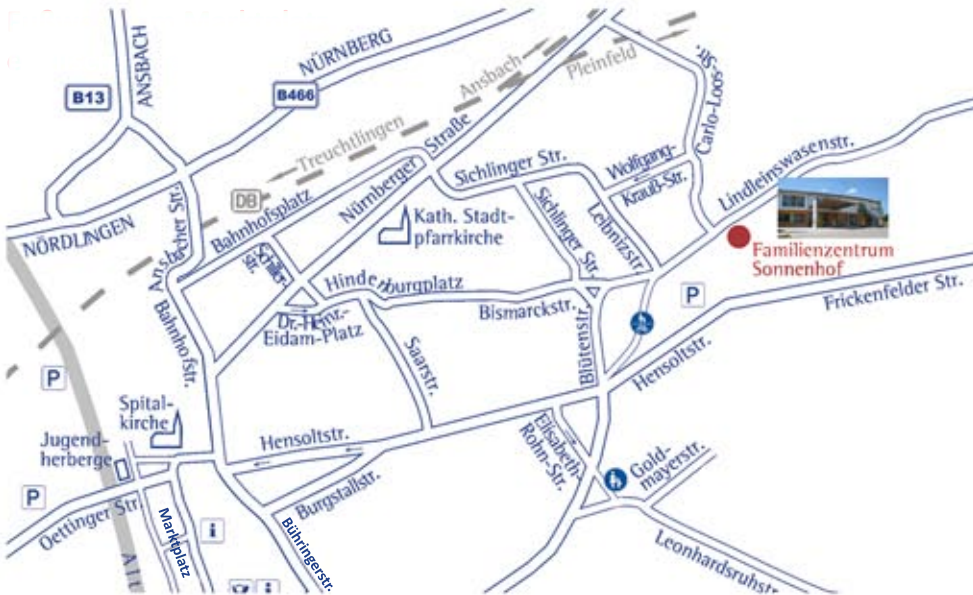 ANSBACH
B13
NÜRNBERG
B466
Ansbach
Pleinfeld
Treuchtlingen
DB
NÖRDLINGEN
Ansbacher Str.
Bahnhofsplatz
Nürnberger
Straße
Sichlinger Str.
Wolfgang-
Krauß-Str.
Carlo-Loos-Str.
Lindleinswasenstr.
Kath. Stadt-
pfarrkirche
Sichlinger Str.
Leibnizstr.
Familienzentrum
Sonnenhof
Schiller-
str.
Hindenburgplatz
Dr.-Heinr.-
Eidam-Platz
Bismarckstr.
Blütenstr.
P
Frickenfelder Str.
Bahnhofstr.
Saarstr.
Hensoltstr.
P
Spital-
kirche
Jugend-
herberge
Hensoltstr.
Elisabeth-
Rohn-Str.
Gold-
mayerstr.
P
Oettinger Str.
Marktplatz
i
Burgstallstr.
Bühringerstr.
Leonhardsruhstr
i